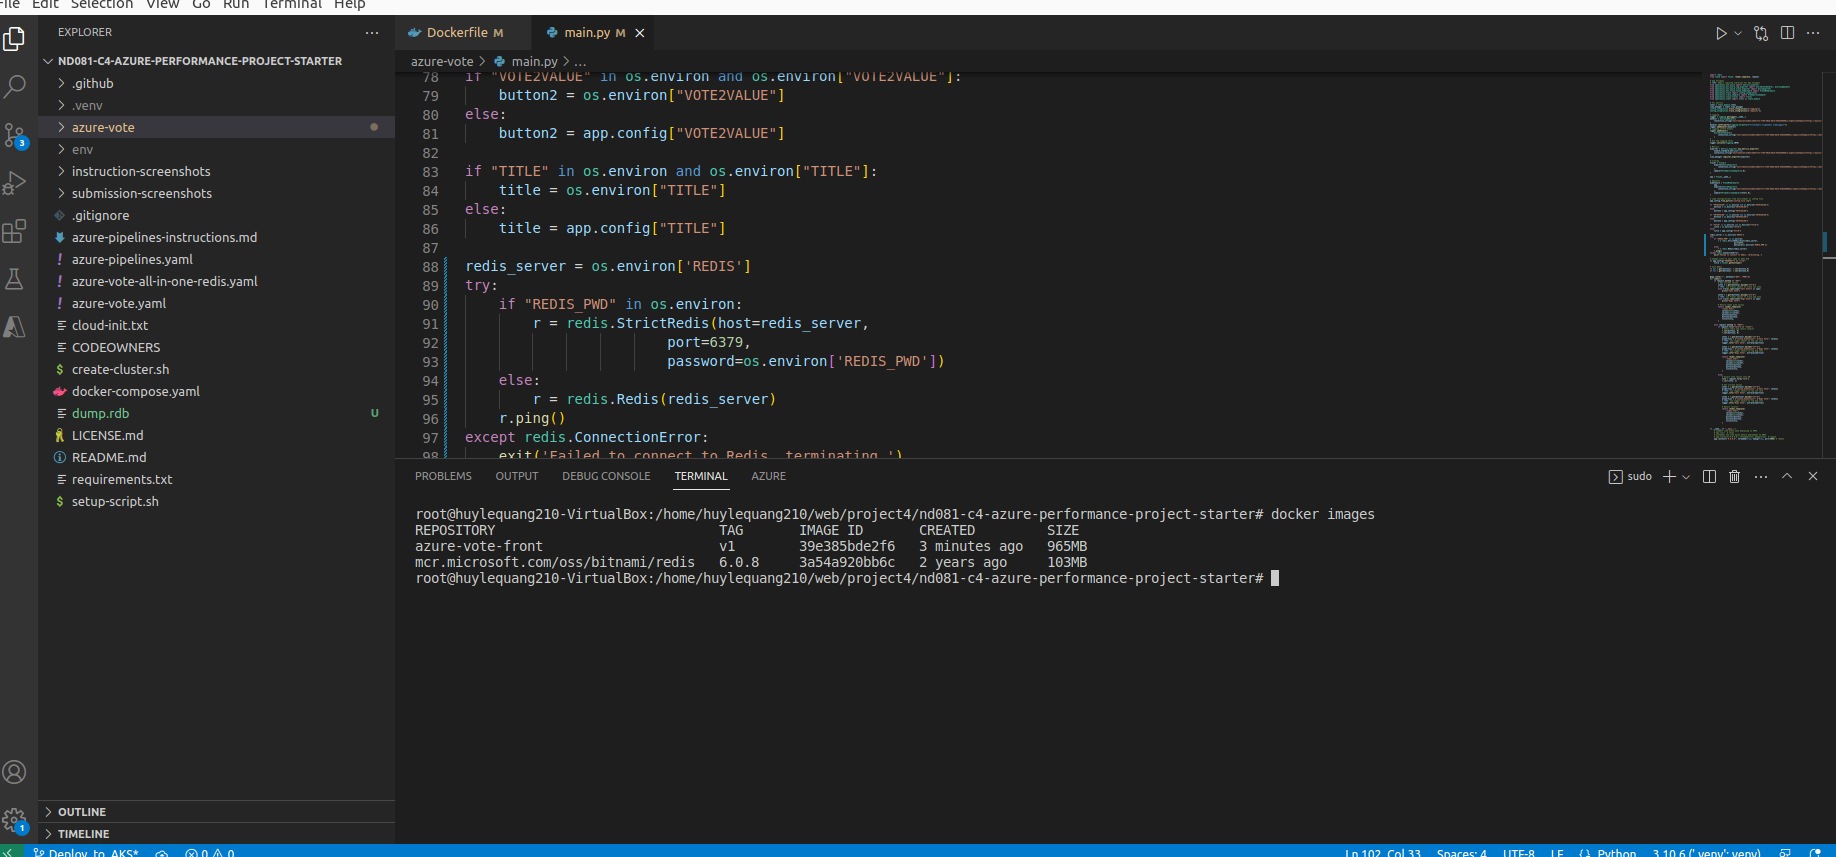 File Edit Selection View Go Run Terminal Help
EXPLORER
ND081-C4-AZURE-PERFORMANCE-PROJECT-STARTER
.github
.venv
azure-vote
env
instruction-screenshots
submission-screenshots
.gitignore
azure-pipelines-instructions.md
! azure-pipelines.yaml
! azure-vote-all-in-one-redis.yaml
! azure-vote.yaml
cloud-init.txt
CODEOWNERS
$ create-cluster.sh
docker-compose.yaml
dump.rdb U
LICENSE.md
README.md
requirements.txt
$ setup-script.sh
OUTLINE
TIMELINE
3
1
Dockerfile M
main.py M
azure-vote > main.py > ...
78 if "VOTE2VALUE" in os.environ and os.environ["VOTE2VALUE"]:
79 button2 = os.environ["VOTE2VALUE"]
80 else:
81 button2 = app.config["VOTE2VALUE"]
82
83 if "TITLE" in os.environ and os.environ["TITLE"]:
84 title = os.environ["TITLE"]
85 else:
86 title = app.config["TITLE"]
87
88 redis_server = os.environ['REDIS']
89 try:
90 if "REDIS_PWD" in os.environ:
91 r = redis.StrictRedis(host=redis_server,
92 port=6379,
93 password=os.environ['REDIS_PWD'])
94 else:
95 r = redis.Redis(redis_server)
96 r.ping()
97 except redis.ConnectionError:
98 exit('Failed to connect to Redis, terminating.')
PROBLEMS OUTPUT DEBUG CONSOLE TERMINAL AZURE
sudo
root@huylequang210-VirtualBox:/home/huylequang210/web/project4/nd081-c4-azure-performance-project-starter# docker images
REPOSITORY TAG IMAGE ID CREATED SIZE
azure-vote-front v1 39e385bde2f6 3 minutes ago 965MB
mcr.microsoft.com/oss/bitnami/redis 6.0.8 3a54a920bb6c 2 years ago 103MB
root@huylequang210-VirtualBox:/home/huylequang210/web/project4/nd081-c4-azure-performance-project-starter#
Deploy_to_AKS* 0 0 Ln 102, Col 33 Spaces: 4 UTF-8 LF Python 3.10.6 ('.venv': venv)